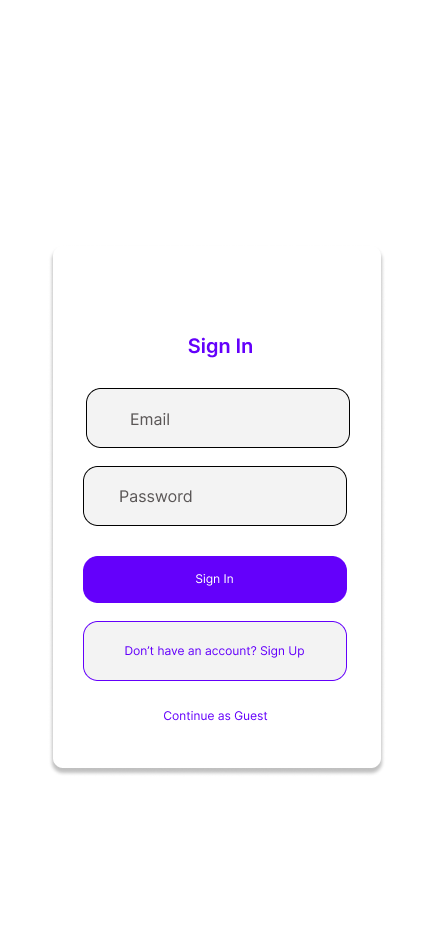 Sign In
Email
Password
Sign In
Don’t have an account? Sign Up
Continue as Guest